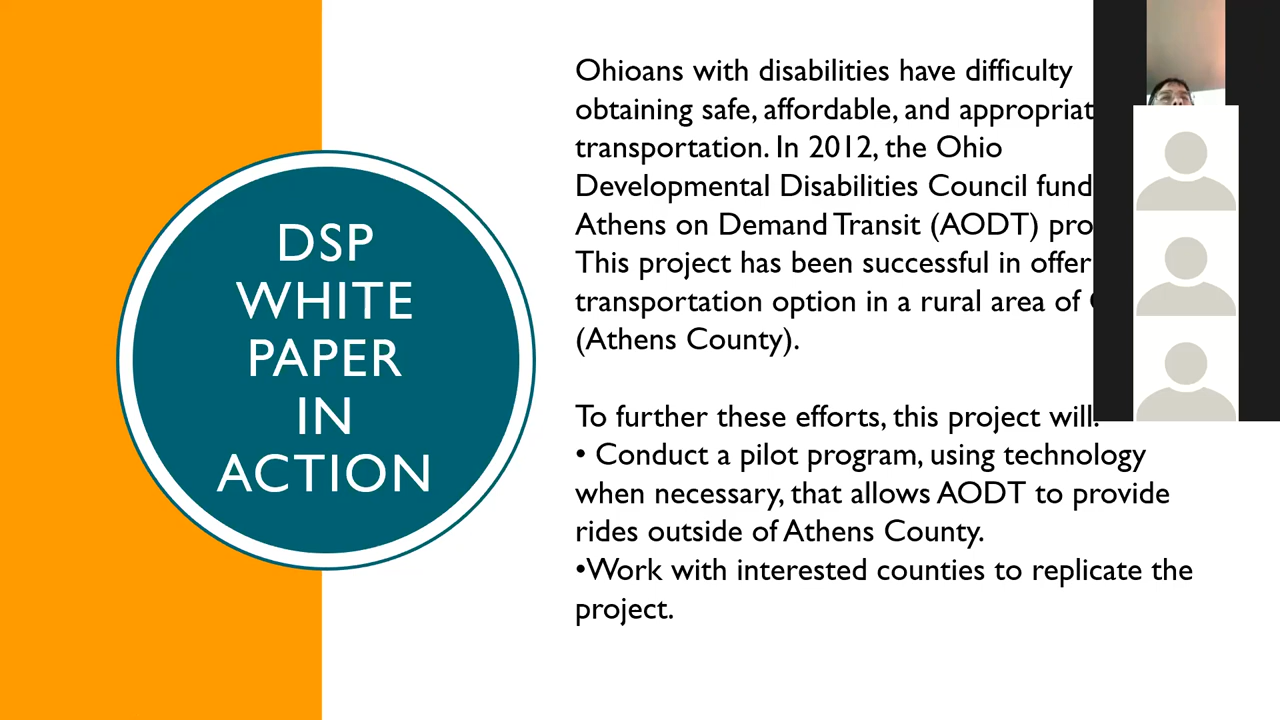 DSP
WHITE
PAPER
IN
ACTION
Ohioans with disabilities have difficulty
obtaining safe, affordable, and appropriat
transportation. In 2012, the Ohio
Developmental Disabilities Council fund
Athens on Demand Transit (AODT) pro
This project has been successful in offer
transportation option in a rural area of
(Athens County).
To further these efforts, this project will:
• Conduct a pilot program, using technology
when necessary, that allows AODT to provide
rides outside of Athens County.
•Work with interested counties to replicate the
project.